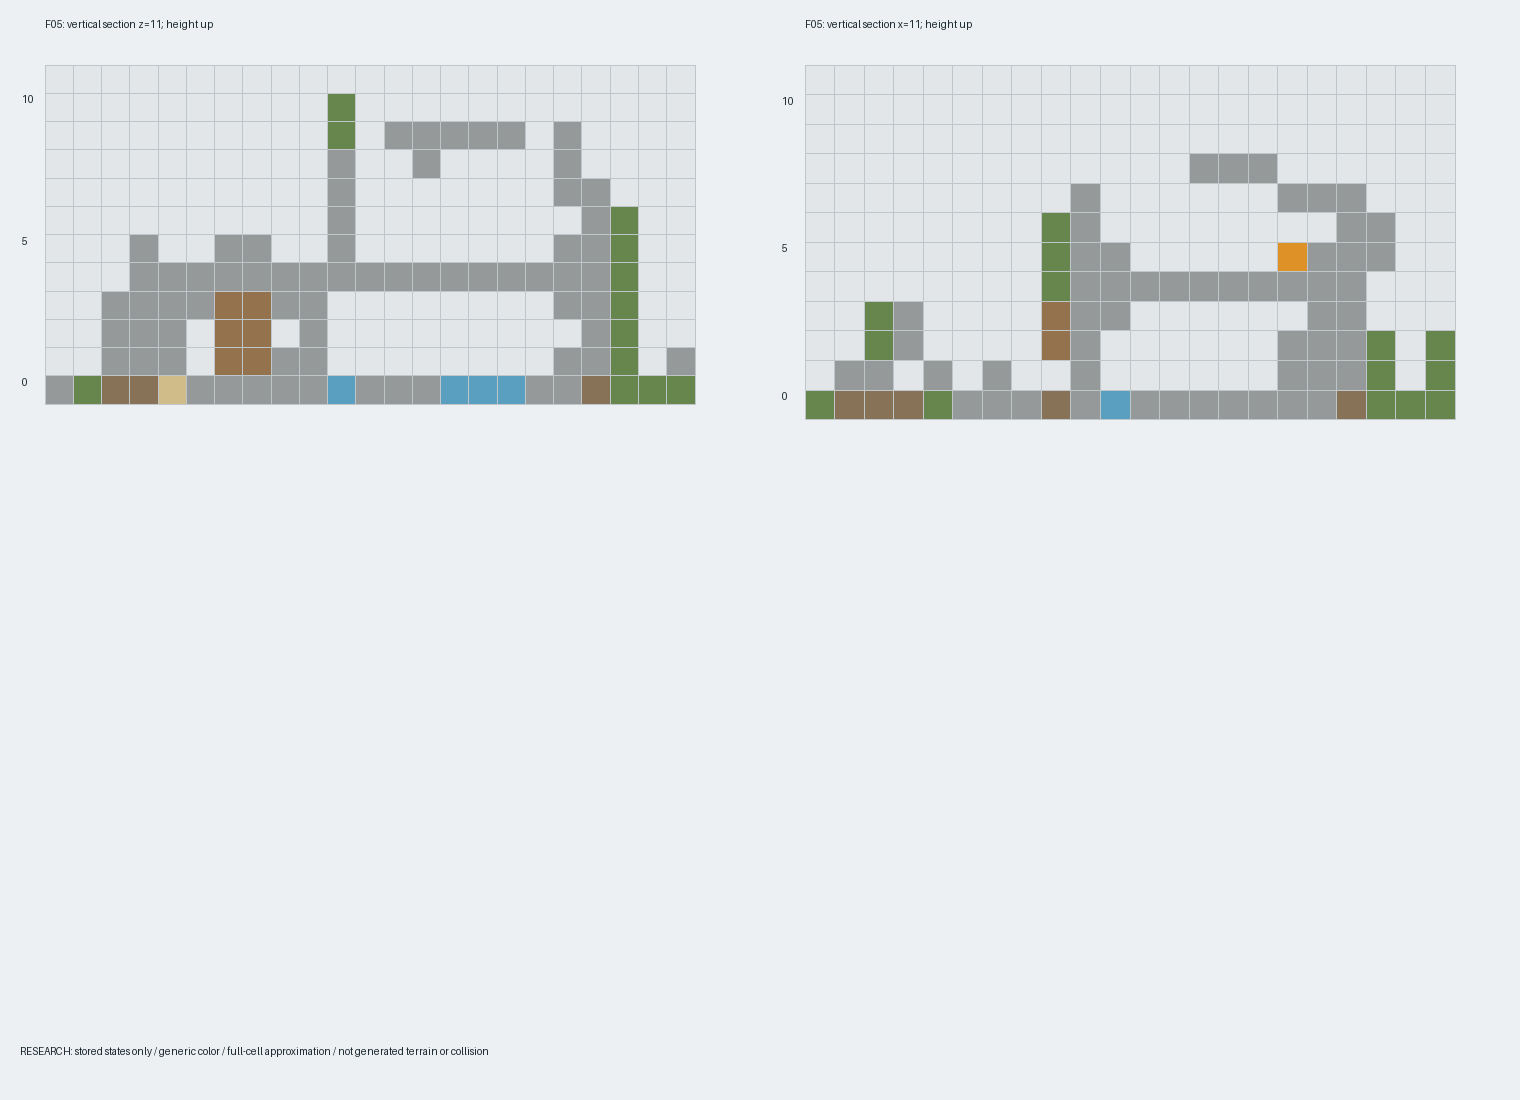 F05: vertical section z=11; height up
F05: vertical section x=11; height up
10
5
0
10
5
0
RESEARCH: stored states only / generic color / full-cell approximation / not generated terrain or collision